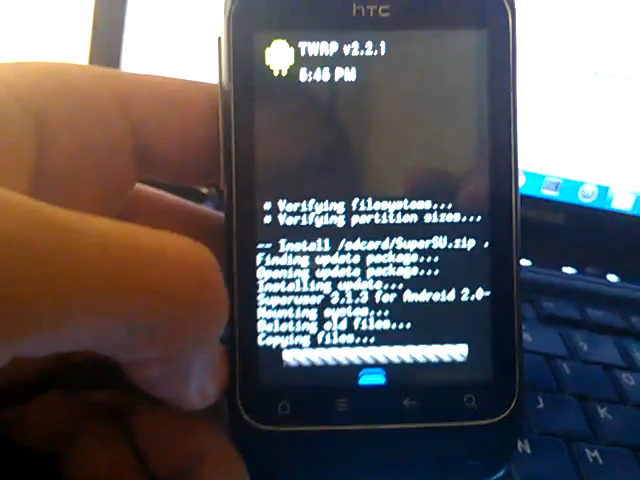 hTC
TWRP v2.2.1
5:45 PM
# Verifying filesystems...
# Verifying partition sizes...
-- Install /sdcard/SuperSU.zip .
Finding update package...
Opening update package...
Installing update...
Superuser 3.1.3 for Android 2.0-
Mounting system...
Deleting old files...
Copying files...
J
K
N
M